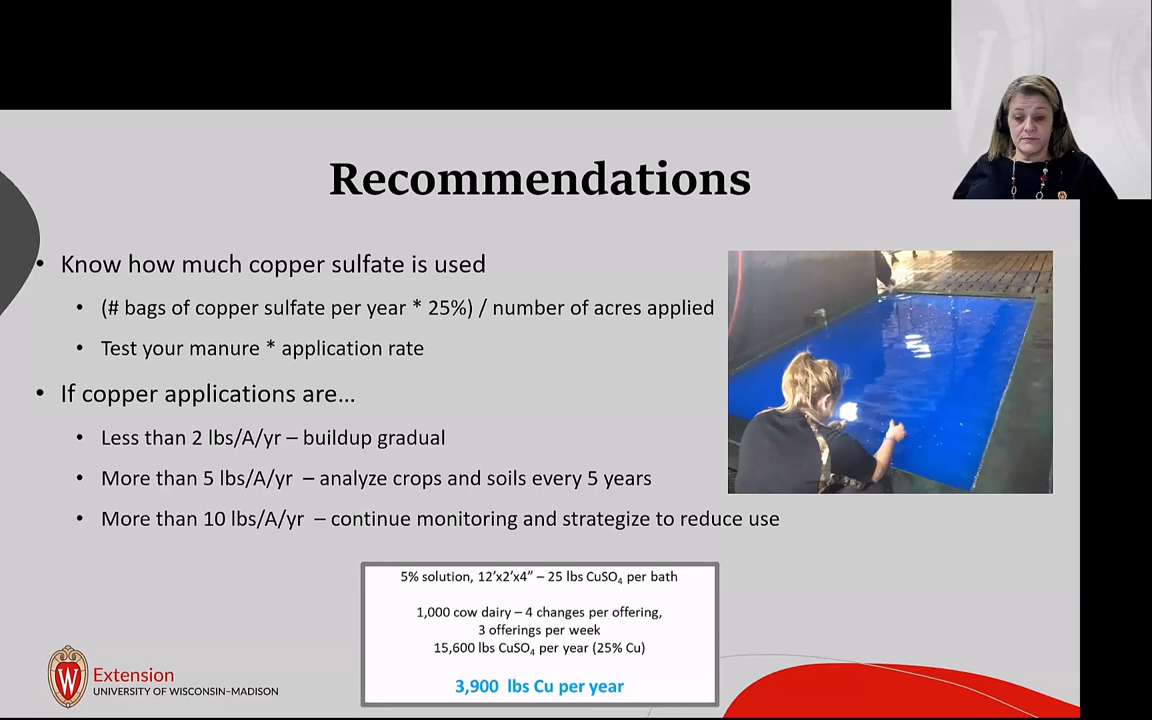 Recommendations
• Know how much copper sulfate is used
• (# bags of copper sulfate per year * 25%) / number of acres applied
• Test your manure * application rate
• If copper applications are…
• Less than 2 lbs/A/yr – buildup gradual
• More than 5 lbs/A/yr – analyze crops and soils every 5 years
• More than 10 lbs/A/yr – continue monitoring and strategize to reduce use
5% solution, 12’x2’x4” – 25 lbs CuSO₄ per bath
1,000 cow dairy – 4 changes per offering,
3 offerings per week
15,600 lbs CuSO₄ per year (25% Cu)
3,900 lbs Cu per year
W
Extension
UNIVERSITY OF WISCONSIN–MADISON